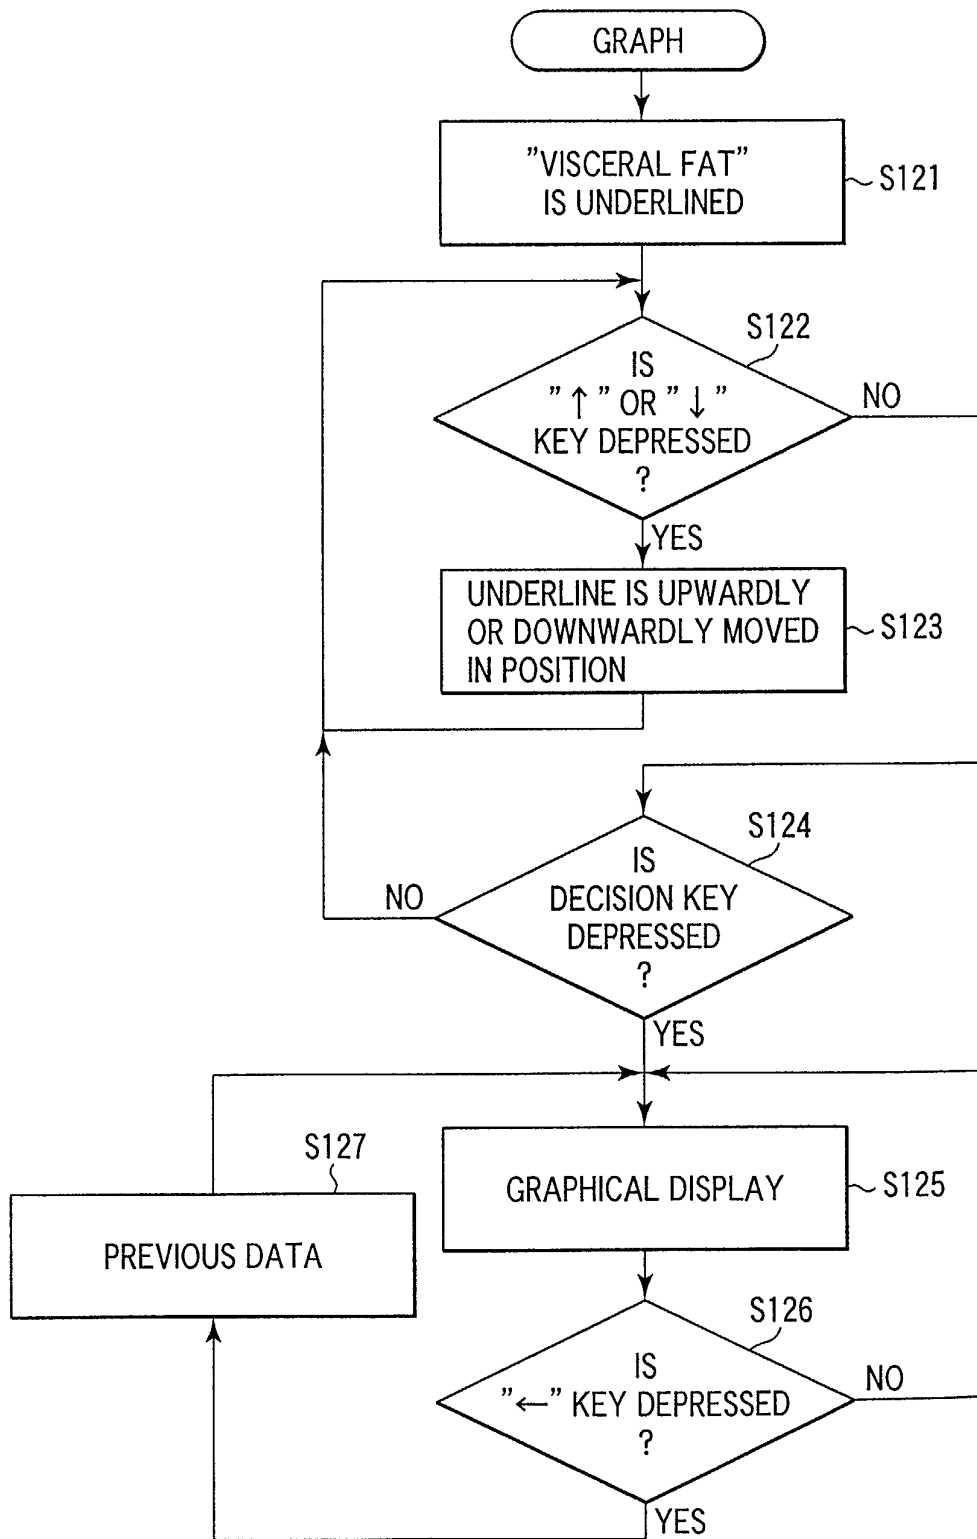 GRAPH
"VISCERAL FAT"
IS UNDERLINED
S121
S122
IS
"↑" OR "↓"
KEY DEPRESSED
?
NO
YES
UNDERLINE IS UPWARDLY
OR DOWNWARDLY MOVED
IN POSITION
S123
S124
IS
DECISION KEY
DEPRESSED
?
NO
YES
S127
PREVIOUS DATA
GRAPHICAL DISPLAY
S125
S126
IS
"←" KEY DEPRESSED
?
NO
YES